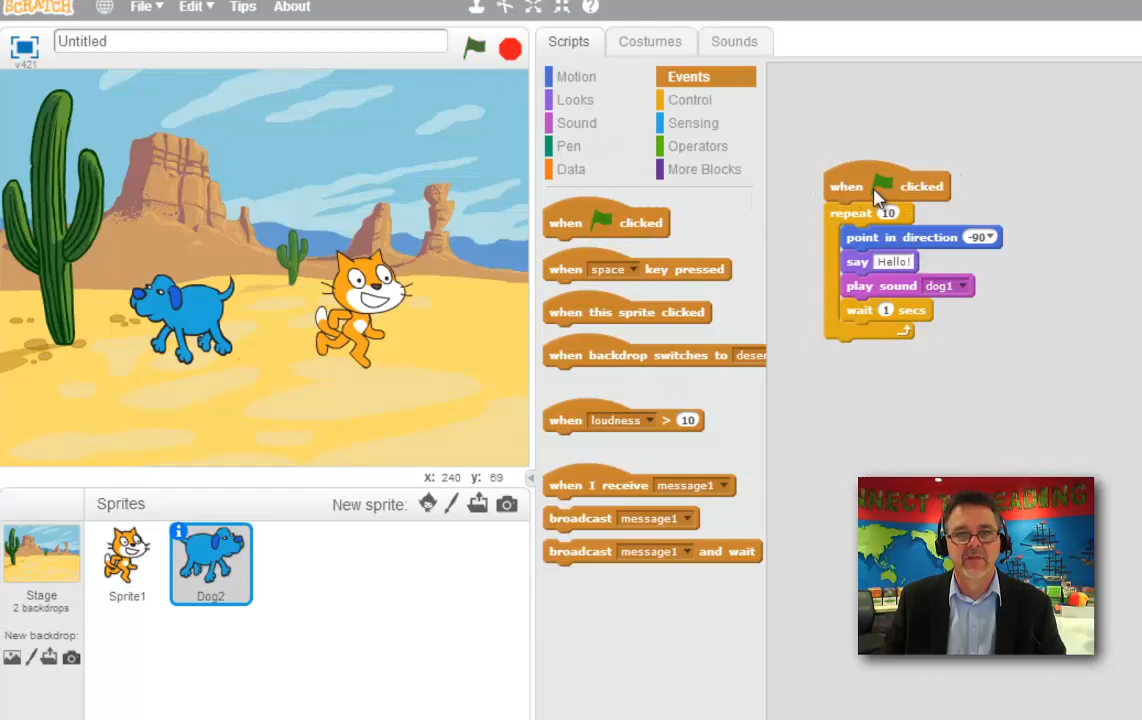 SCRATCH File Edit Tips About
Untitled
v421
Scripts Costumes Sounds
Motion Events
Looks Control
Sound Sensing
Pen Operators
Data More Blocks
when clicked
when space key pressed
when this sprite clicked
when backdrop switches to deser
when loudness > 10
when I receive message1
broadcast message1
broadcast message1 and wait
when clicked
repeat 10
point in direction -90
say Hello!
play sound dog1
wait 1 secs
x: 240 y: 69
Sprites New sprite:
Stage
2 backdrops
New backdrop:
Sprite1
i
Dog2
NNECT TO READING